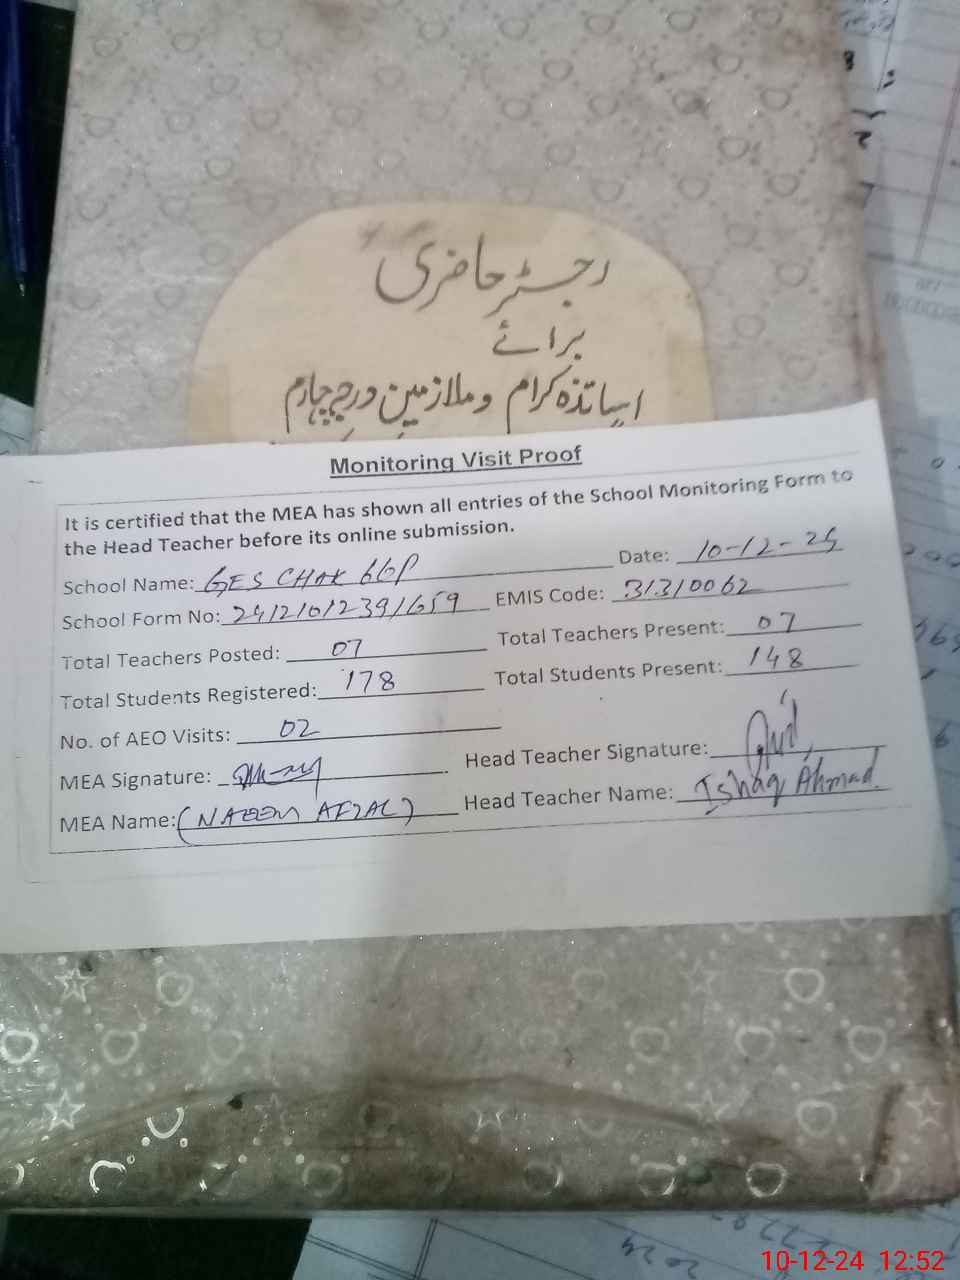 رجسٹر حاضری
برائے
اساتذہ کرام و ملازمین درجہ چہارم
Monitoring Visit Proof
It is certified that the MEA has shown all entries of the School Monitoring Form to
the Head Teacher before its online submission.
School Name: GES CHAK 66P Date: 10-12-24
School Form No: 24121012391659 EMIS Code: 31310062
Total Teachers Posted: 07 Total Teachers Present: 07
Total Students Registered: 178 Total Students Present: 148
No. of AEO Visits: 02
MEA Signature: Head Teacher Signature:
MEA Name: (NAEEM AFZAL) Head Teacher Name: Ishaq Ahmad
2024
10-12-24 12:52